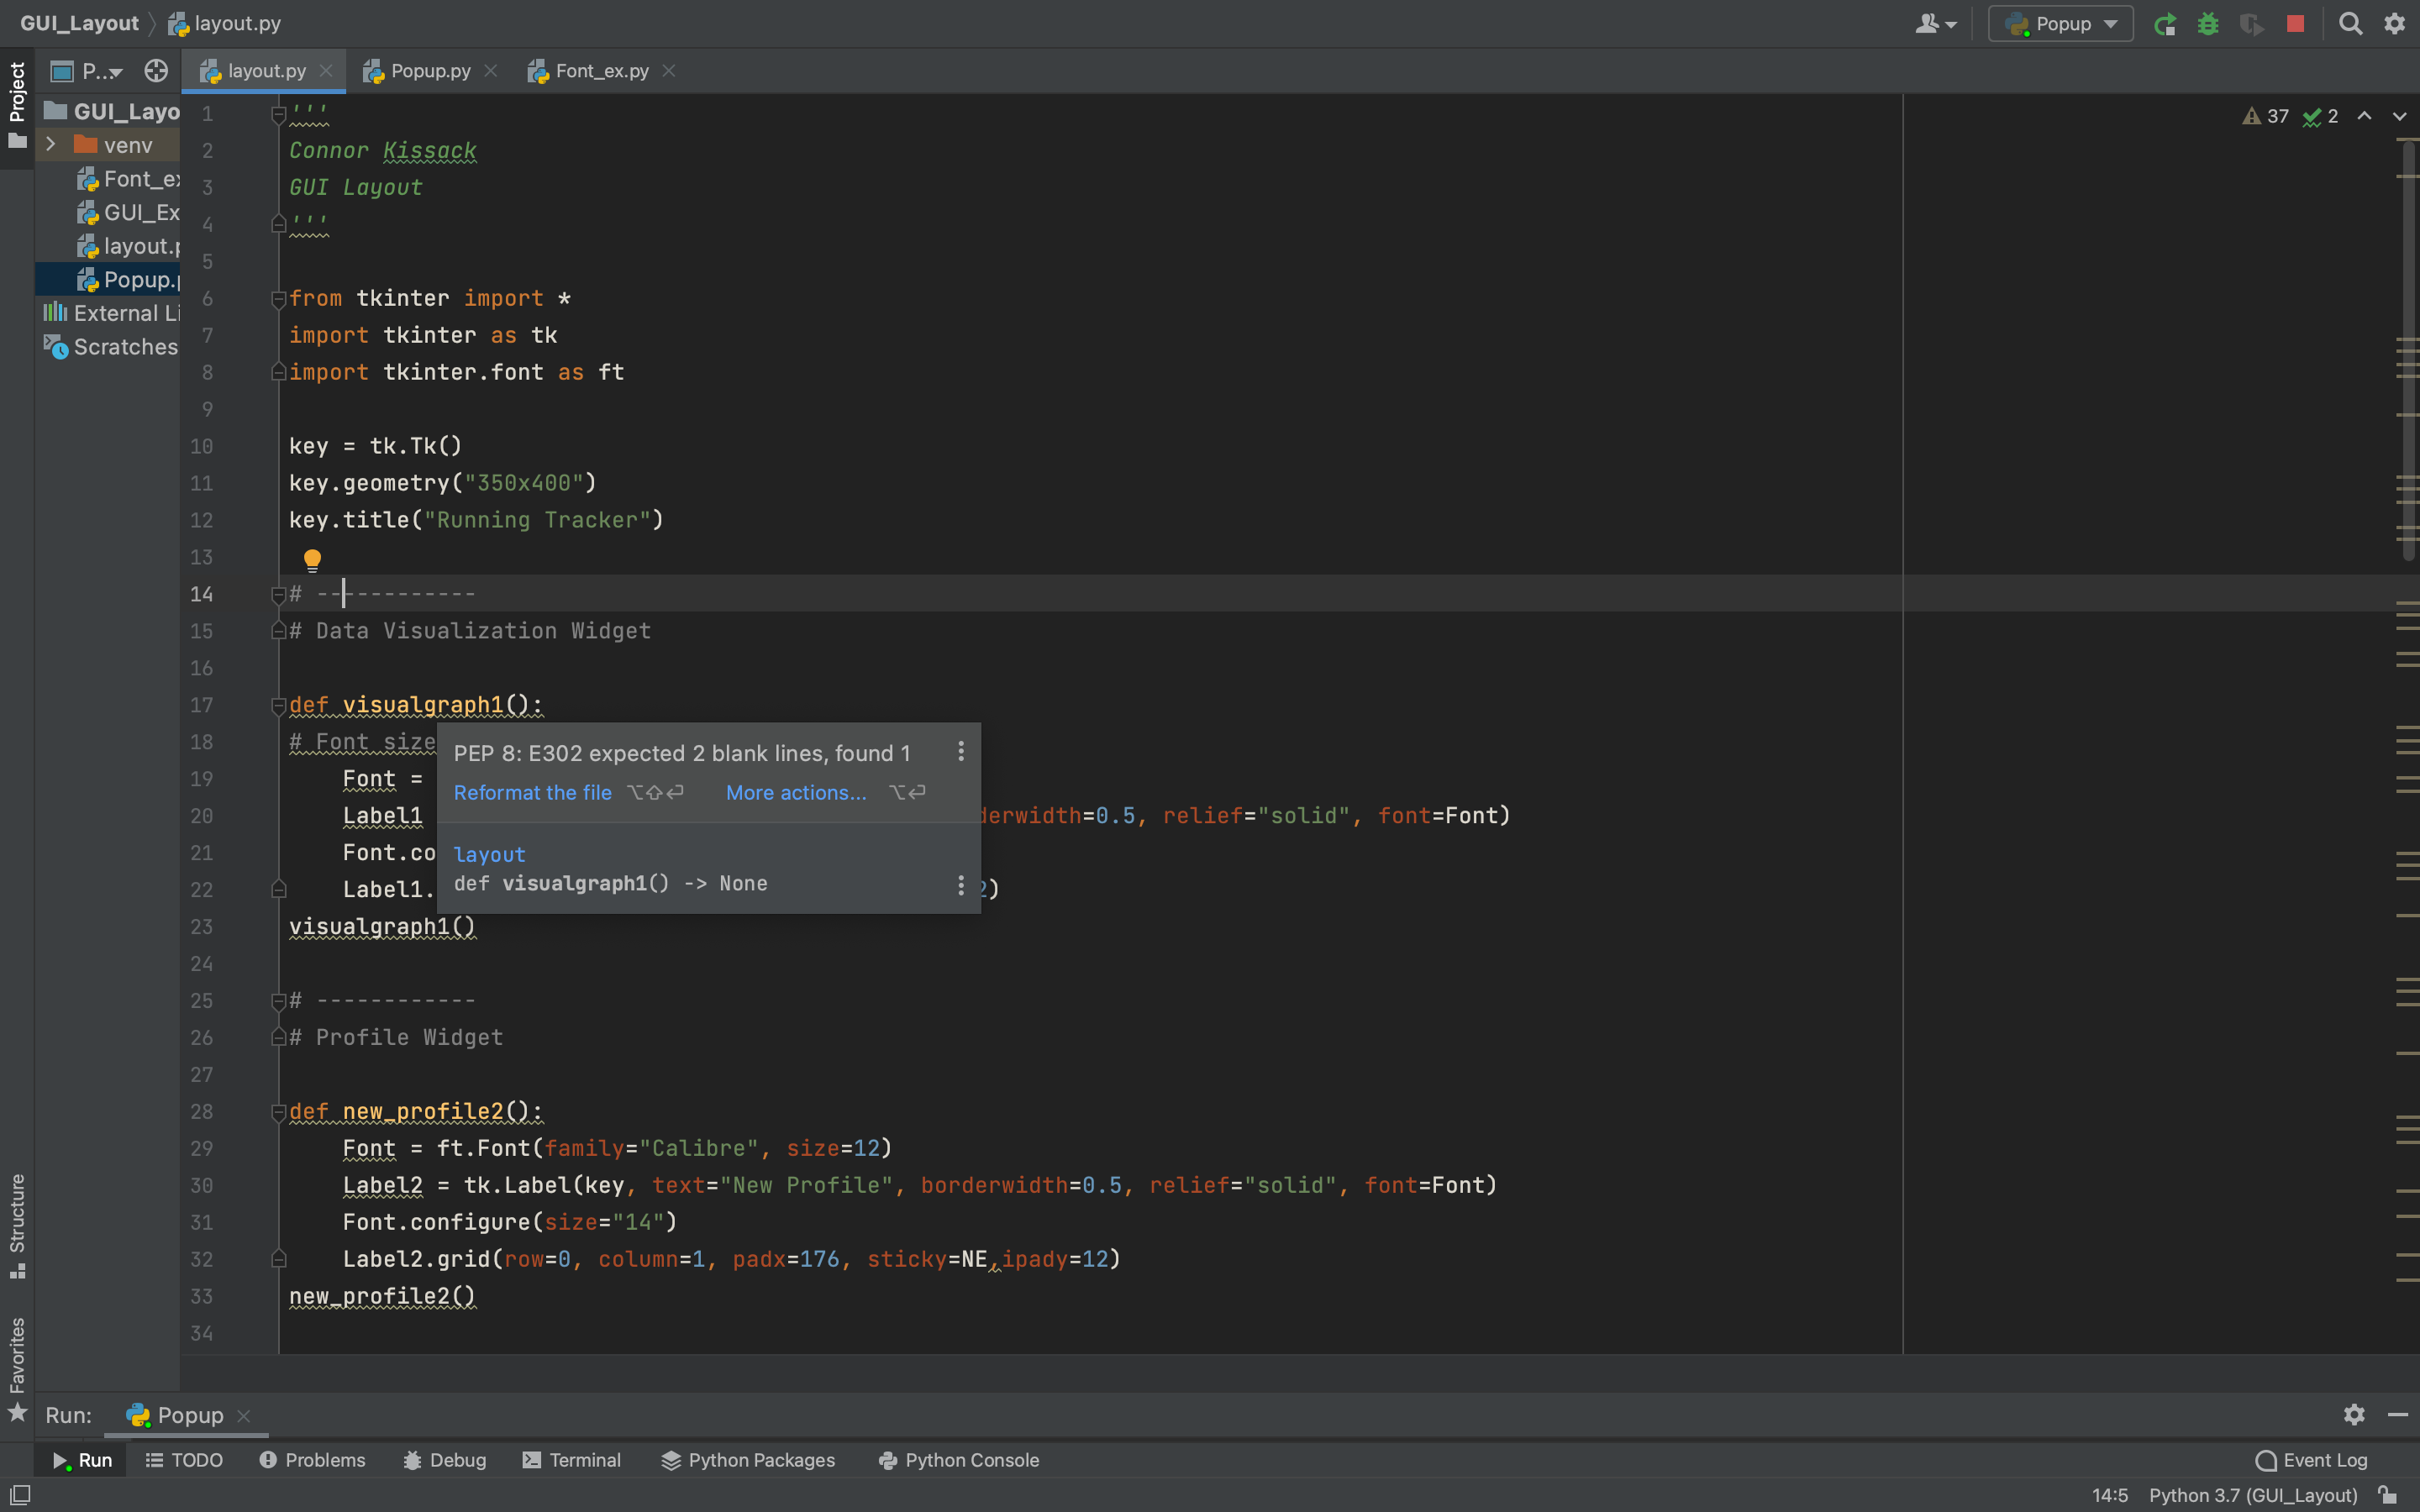 GUI_Layout layout.py Popup
Project P... layout.py Popup.py Font_ex.py
GUI_Layo
venv
Font_ex
GUI_Ex
layout.p
Popup.p
External Li
Scratches
37 2
1 '''
2 Connor Kissack
3 GUI Layout
4 '''
5
6 from tkinter import *
7 import tkinter as tk
8 import tkinter.font as ft
9
10 key = tk.Tk()
11 key.geometry("350x400")
12 key.title("Running Tracker")
13
14 # ------------
15 # Data Visualization Widget
16
17 def visualgraph1():
18 # Font size
19 Font =
20 Label1 derwidth=0.5, relief="solid", font=Font)
21 Font.co
22 Label1. 2)
PEP 8: E302 expected 2 blank lines, found 1
Reformat the file ⌥⇧⏎ More actions... ⌥⏎
layout
def visualgraph1() -> None
23 visualgraph1()
24
25 # ------------
26 # Profile Widget
27
28 def new_profile2():
29 Font = ft.Font(family="Calibre", size=12)
30 Label2 = tk.Label(key, text="New Profile", borderwidth=0.5, relief="solid", font=Font)
31 Font.configure(size="14")
32 Label2.grid(row=0, column=1, padx=176, sticky=NE,ipady=12)
33 new_profile2()
34
Structure
Favorites
Run: Popup
Run TODO Problems Debug Terminal Python Packages Python Console Event Log
14:5 Python 3.7 (GUI_Layout)